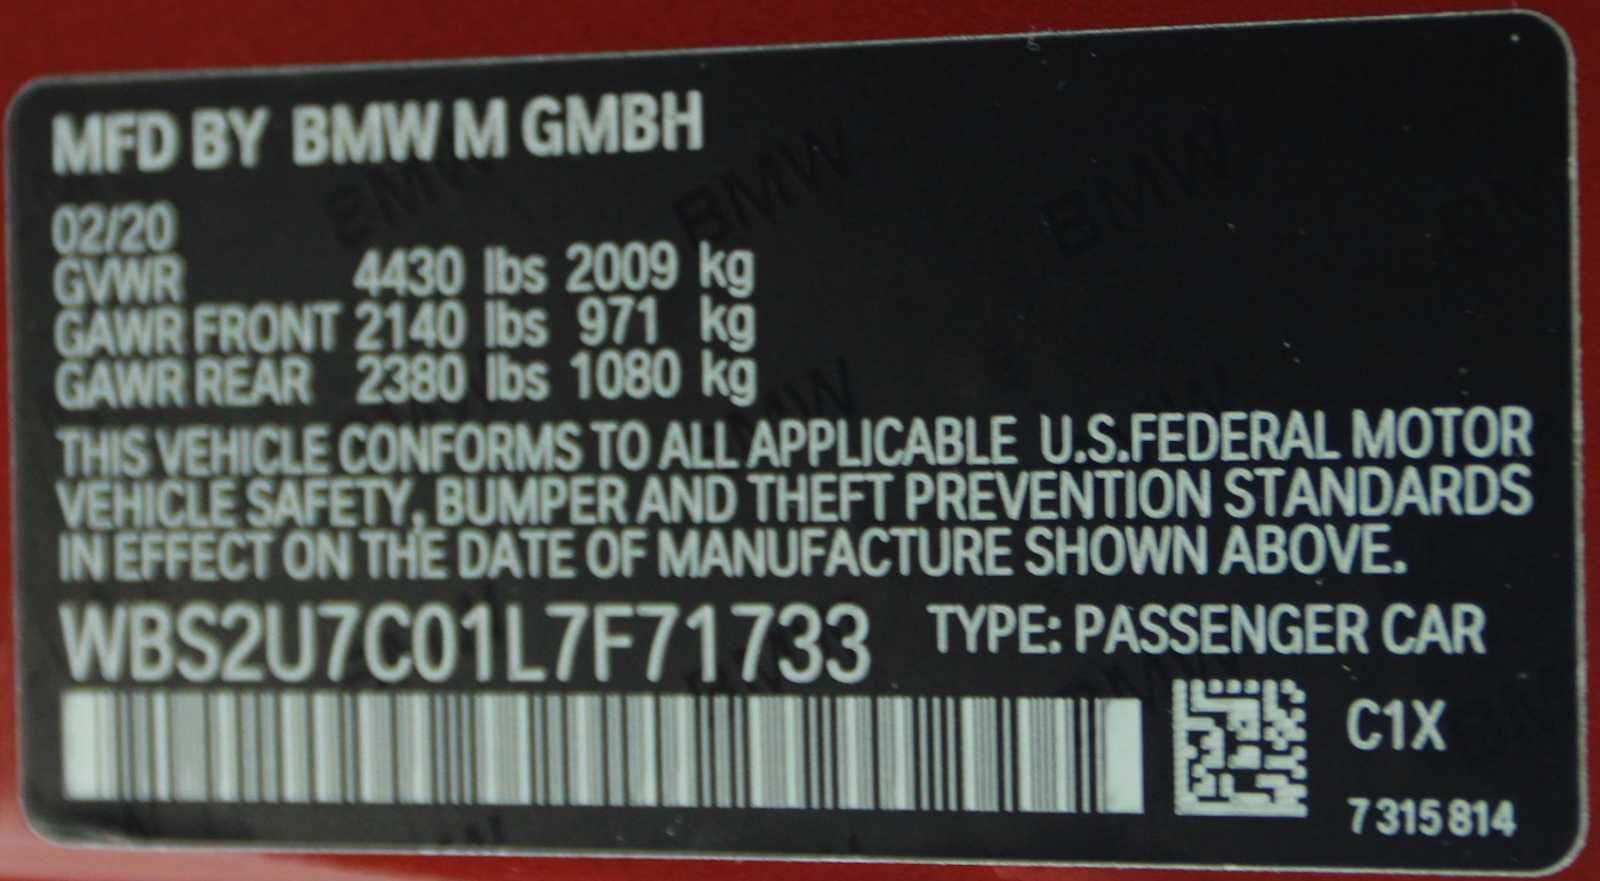 MFD BY BMW M GMBH
02/20
GVWR 4430 lbs 2009 kg
GAWR FRONT 2140 lbs 971 kg
GAWR REAR 2380 lbs 1080 kg
THIS VEHICLE CONFORMS TO ALL APPLICABLE U.S.FEDERAL MOTOR
VEHICLE SAFETY, BUMPER AND THEFT PREVENTION STANDARDS
IN EFFECT ON THE DATE OF MANUFACTURE SHOWN ABOVE.
WBS2U7C01L7F71733 TYPE: PASSENGER CAR
C1X
7 315 814